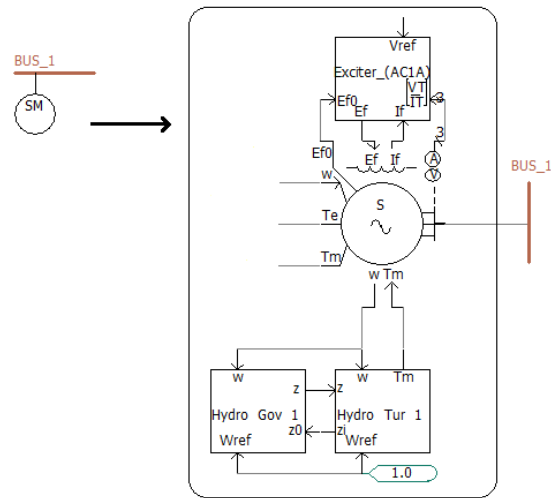 BUS_1
SM
Vref
Exciter_(AC1A)
VT
IT
Ef0
Ef
If
3
3
Ef0
Ef
If
A
V
w
S
Te
Tm
BUS_1
w Tm
w
z
Hydro Gov 1
z0
Wref
w
Tm
z
Hydro Tur 1
zi
Wref
1.0